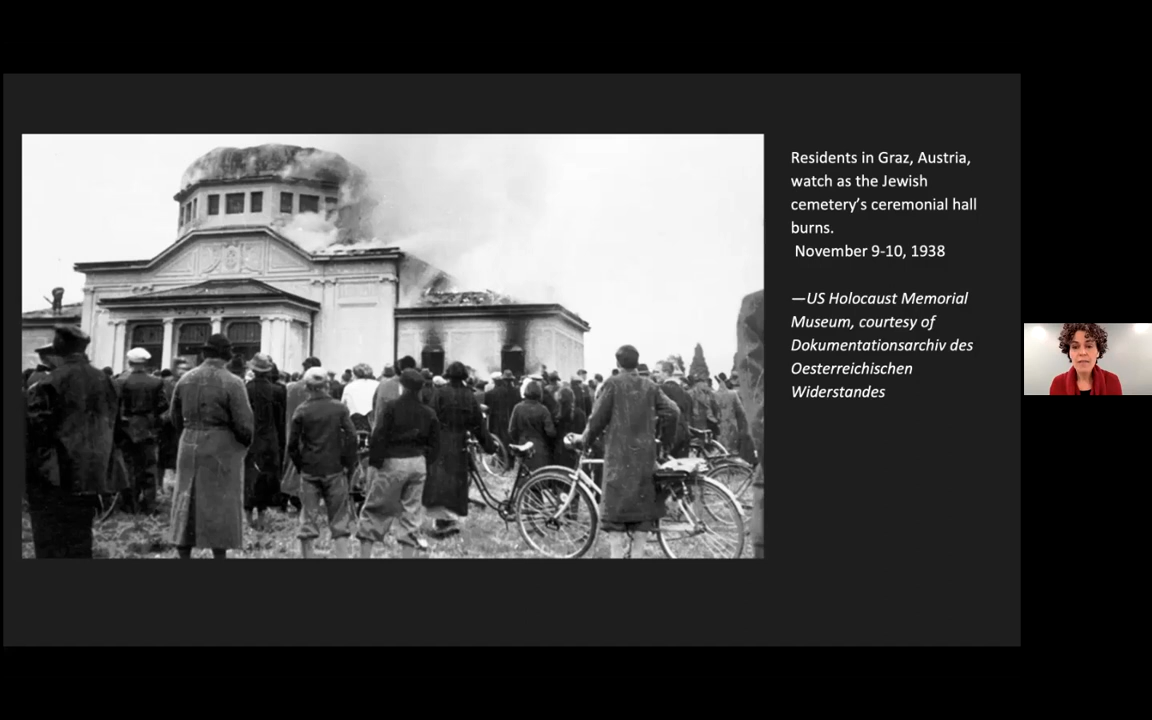 Residents in Graz, Austria,
watch as the Jewish
cemetery’s ceremonial hall
burns.
November 9-10, 1938
—US Holocaust Memorial
Museum, courtesy of
Dokumentationsarchiv des
Oesterreichischen
Widerstandes